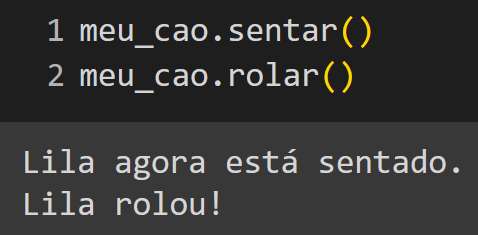 1 meu_cao.sentar()
2 meu_cao.rolar()
Lila agora está sentado.
Lila rolou!